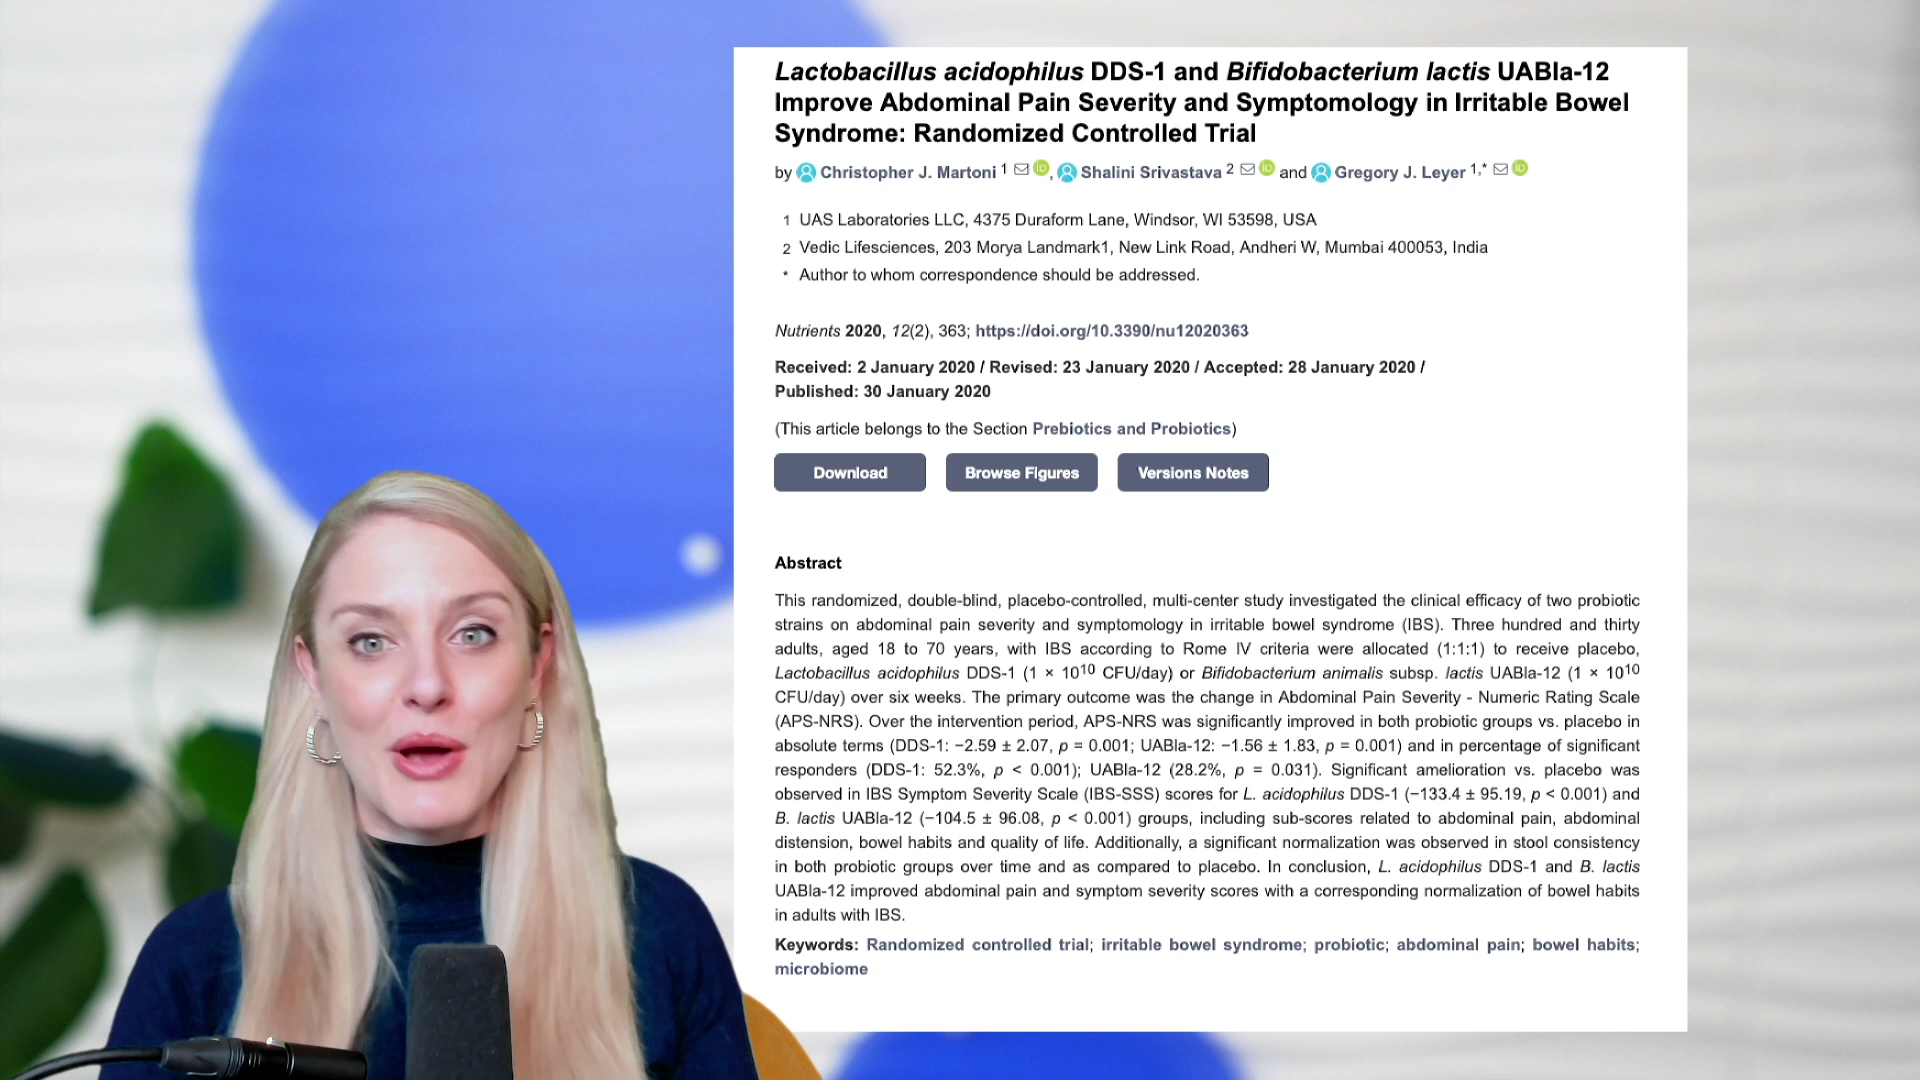 Lactobacillus acidophilus DDS-1 and Bifidobacterium lactis UABla-12
Improve Abdominal Pain Severity and Symptomology in Irritable Bowel
Syndrome: Randomized Controlled Trial
by Christopher J. Martoni 1 iD, Shalini Srivastava 2 iD and Gregory J. Leyer 1,* iD
1 UAS Laboratories LLC, 4375 Duraform Lane, Windsor, WI 53598, USA
2 Vedic Lifesciences, 203 Morya Landmark1, New Link Road, Andheri W, Mumbai 400053, India
* Author to whom correspondence should be addressed.
Nutrients 2020, 12(2), 363; https://doi.org/10.3390/nu12020363
Received: 2 January 2020 / Revised: 23 January 2020 / Accepted: 28 January 2020 /
Published: 30 January 2020
(This article belongs to the Section Prebiotics and Probiotics)
Download Browse Figures Versions Notes
Abstract
This randomized, double-blind, placebo-controlled, multi-center study investigated the clinical efficacy of two probiotic
strains on abdominal pain severity and symptomology in irritable bowel syndrome (IBS). Three hundred and thirty
adults, aged 18 to 70 years, with IBS according to Rome IV criteria were allocated (1:1:1) to receive placebo,
Lactobacillus acidophilus DDS-1 (1 × 10¹⁰ CFU/day) or Bifidobacterium animalis subsp. lactis UABla-12 (1 × 10¹⁰
CFU/day) over six weeks. The primary outcome was the change in Abdominal Pain Severity - Numeric Rating Scale
(APS-NRS). Over the intervention period, APS-NRS was significantly improved in both probiotic groups vs. placebo in
absolute terms (DDS-1: −2.59 ± 2.07, p = 0.001; UABla-12: −1.56 ± 1.83, p = 0.001) and in percentage of significant
responders (DDS-1: 52.3%, p < 0.001); UABla-12 (28.2%, p = 0.031). Significant amelioration vs. placebo was
observed in IBS Symptom Severity Scale (IBS-SSS) scores for L. acidophilus DDS-1 (−133.4 ± 95.19, p < 0.001) and
B. lactis UABla-12 (−104.5 ± 96.08, p < 0.001) groups, including sub-scores related to abdominal pain, abdominal
distension, bowel habits and quality of life. Additionally, a significant normalization was observed in stool consistency
in both probiotic groups over time and as compared to placebo. In conclusion, L. acidophilus DDS-1 and B. lactis
UABla-12 improved abdominal pain and symptom severity scores with a corresponding normalization of bowel habits
in adults with IBS.
Keywords: Randomized controlled trial; irritable bowel syndrome; probiotic; abdominal pain; bowel habits;
microbiome